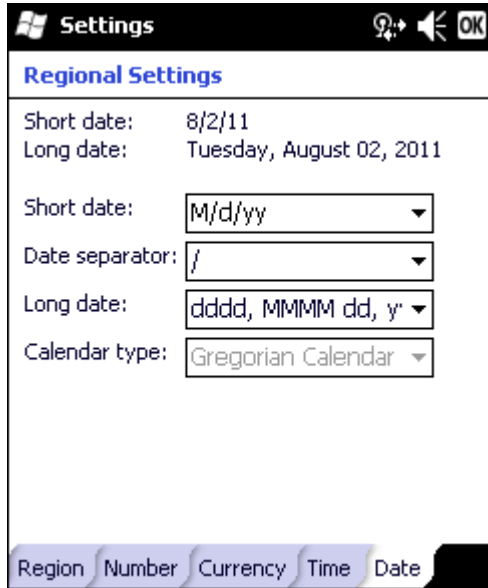 Settings
OK
Regional Settings
Short date: 8/2/11
Long date: Tuesday, August 02, 2011
Short date: M/d/yy
Date separator: /
Long date: dddd, MMMM dd, y
Calendar type: Gregorian Calendar
Region Number Currency Time Date